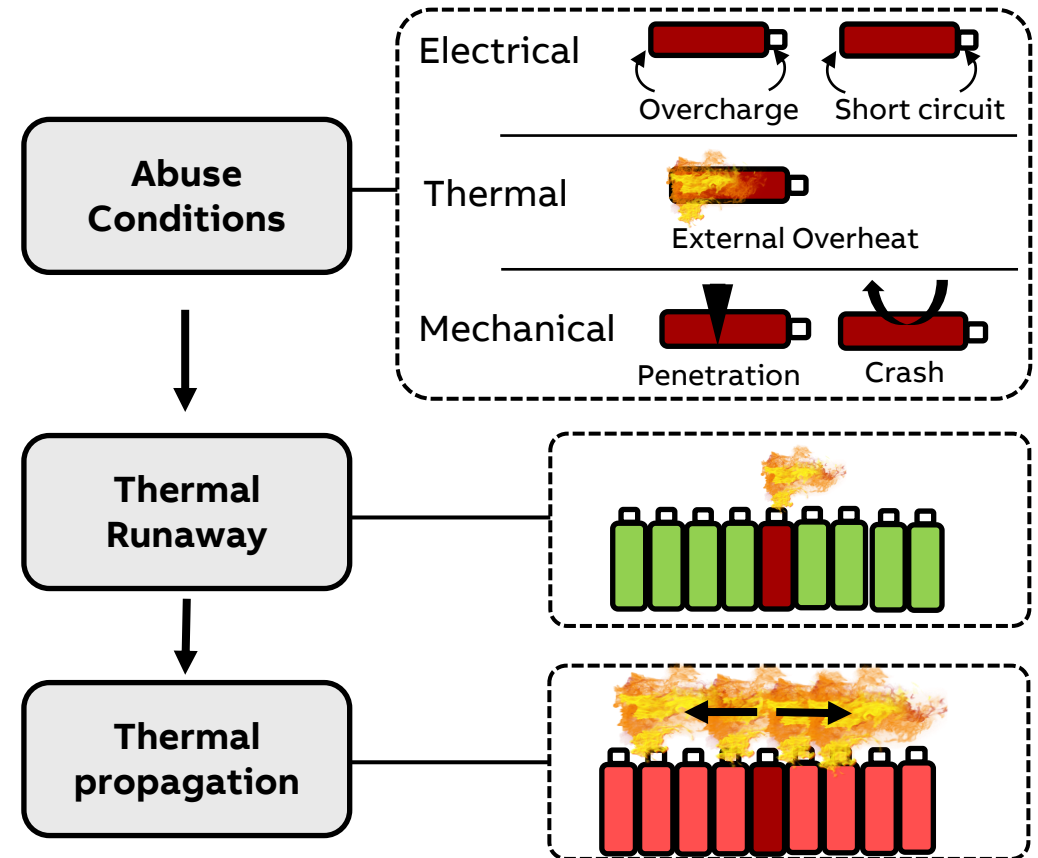 Abuse
Conditions
Electrical
Overcharge
Short circuit
Thermal
External Overheat
Mechanical
Penetration
Crash
Thermal
Runaway
Thermal
propagation